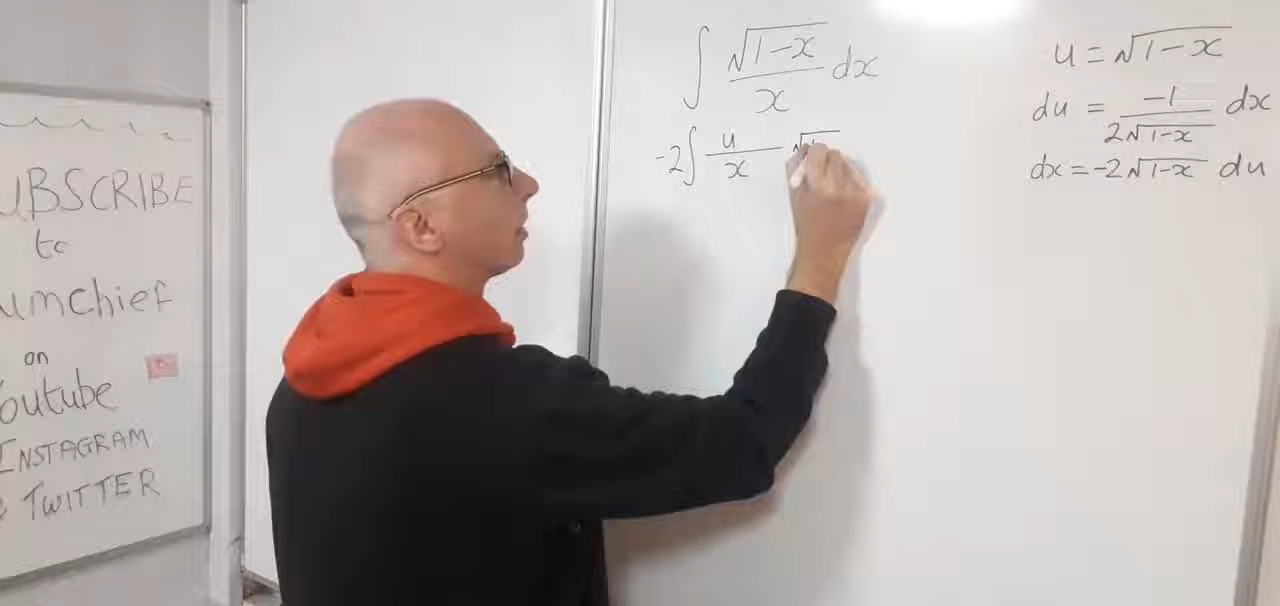 UBSCRIBE
to
umchief
on
Youtube
INSTAGRAM
& TWITTER
∫ √(1-x)/x dx
-2∫ u/x √
u = √(1-x)
du = -1/(2√(1-x)) dx
dx = -2√(1-x) du